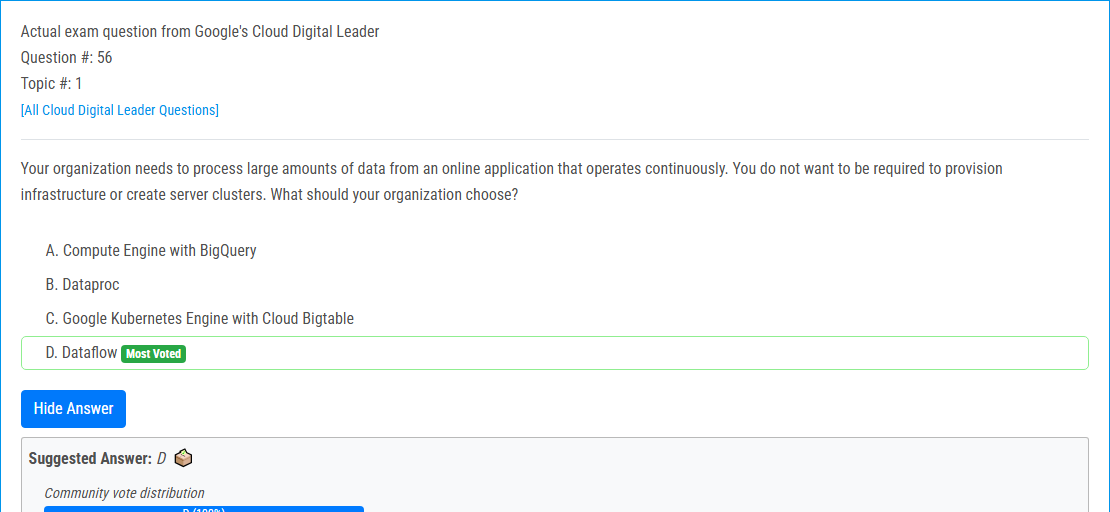 Actual exam question from Google's Cloud Digital Leader
Question #: 56
Topic #: 1
[All Cloud Digital Leader Questions]
Your organization needs to process large amounts of data from an online application that operates continuously. You do not want to be required to provision
infrastructure or create server clusters. What should your organization choose?
A. Compute Engine with BigQuery
B. Dataproc
C. Google Kubernetes Engine with Cloud Bigtable
D. Dataflow Most Voted
Hide Answer
Suggested Answer: D
Community vote distribution
D (100%)